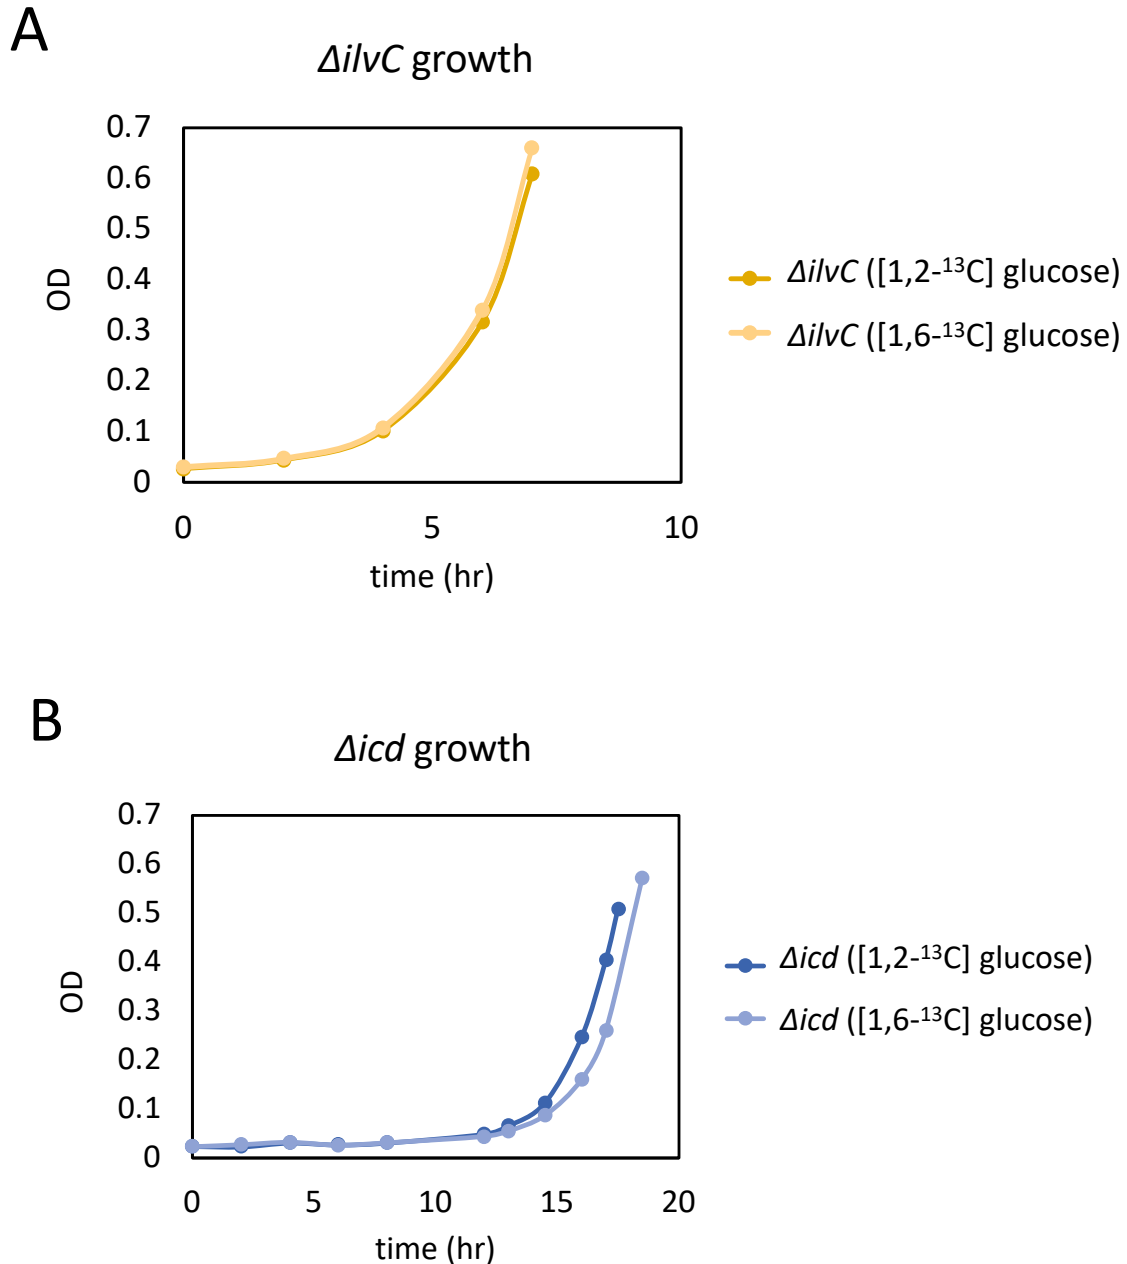 A
ΔilvC growth
0.7
0.6
0.5
0.4
0.3
0.2
0.1
0
OD
0 5 10
time (hr)
ΔilvC ([1,2-¹³C] glucose)
ΔilvC ([1,6-¹³C] glucose)
B
Δicd growth
0.7
0.6
0.5
0.4
0.3
0.2
0.1
0
OD
0 5 10 15 20
time (hr)
Δicd ([1,2-¹³C] glucose)
Δicd ([1,6-¹³C] glucose)